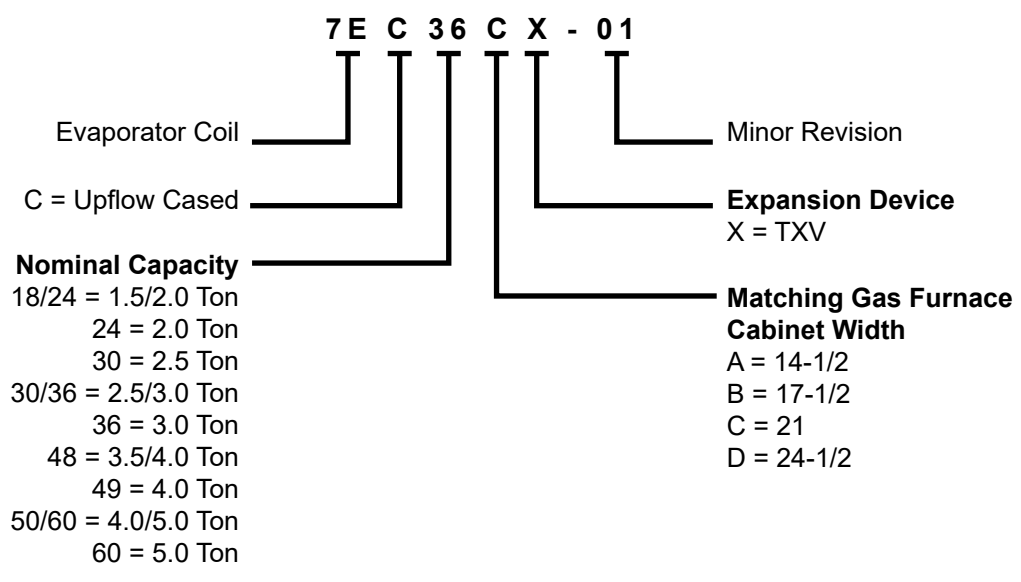 7E C 36 C X - 01
Evaporator Coil
C = Upflow Cased
Nominal Capacity
18/24 = 1.5/2.0 Ton
24 = 2.0 Ton
30 = 2.5 Ton
30/36 = 2.5/3.0 Ton
36 = 3.0 Ton
48 = 3.5/4.0 Ton
49 = 4.0 Ton
50/60 = 4.0/5.0 Ton
60 = 5.0 Ton
Minor Revision
Expansion Device
X = TXV
Matching Gas Furnace
Cabinet Width
A = 14-1/2
B = 17-1/2
C = 21
D = 24-1/2